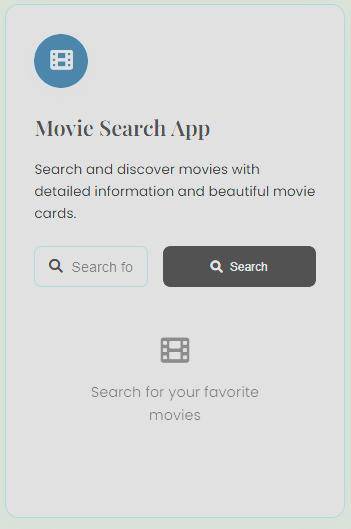 Movie Search App
Search and discover movies with
detailed information and beautiful movie
cards.
Search fo
Search
Search for your favorite
movies